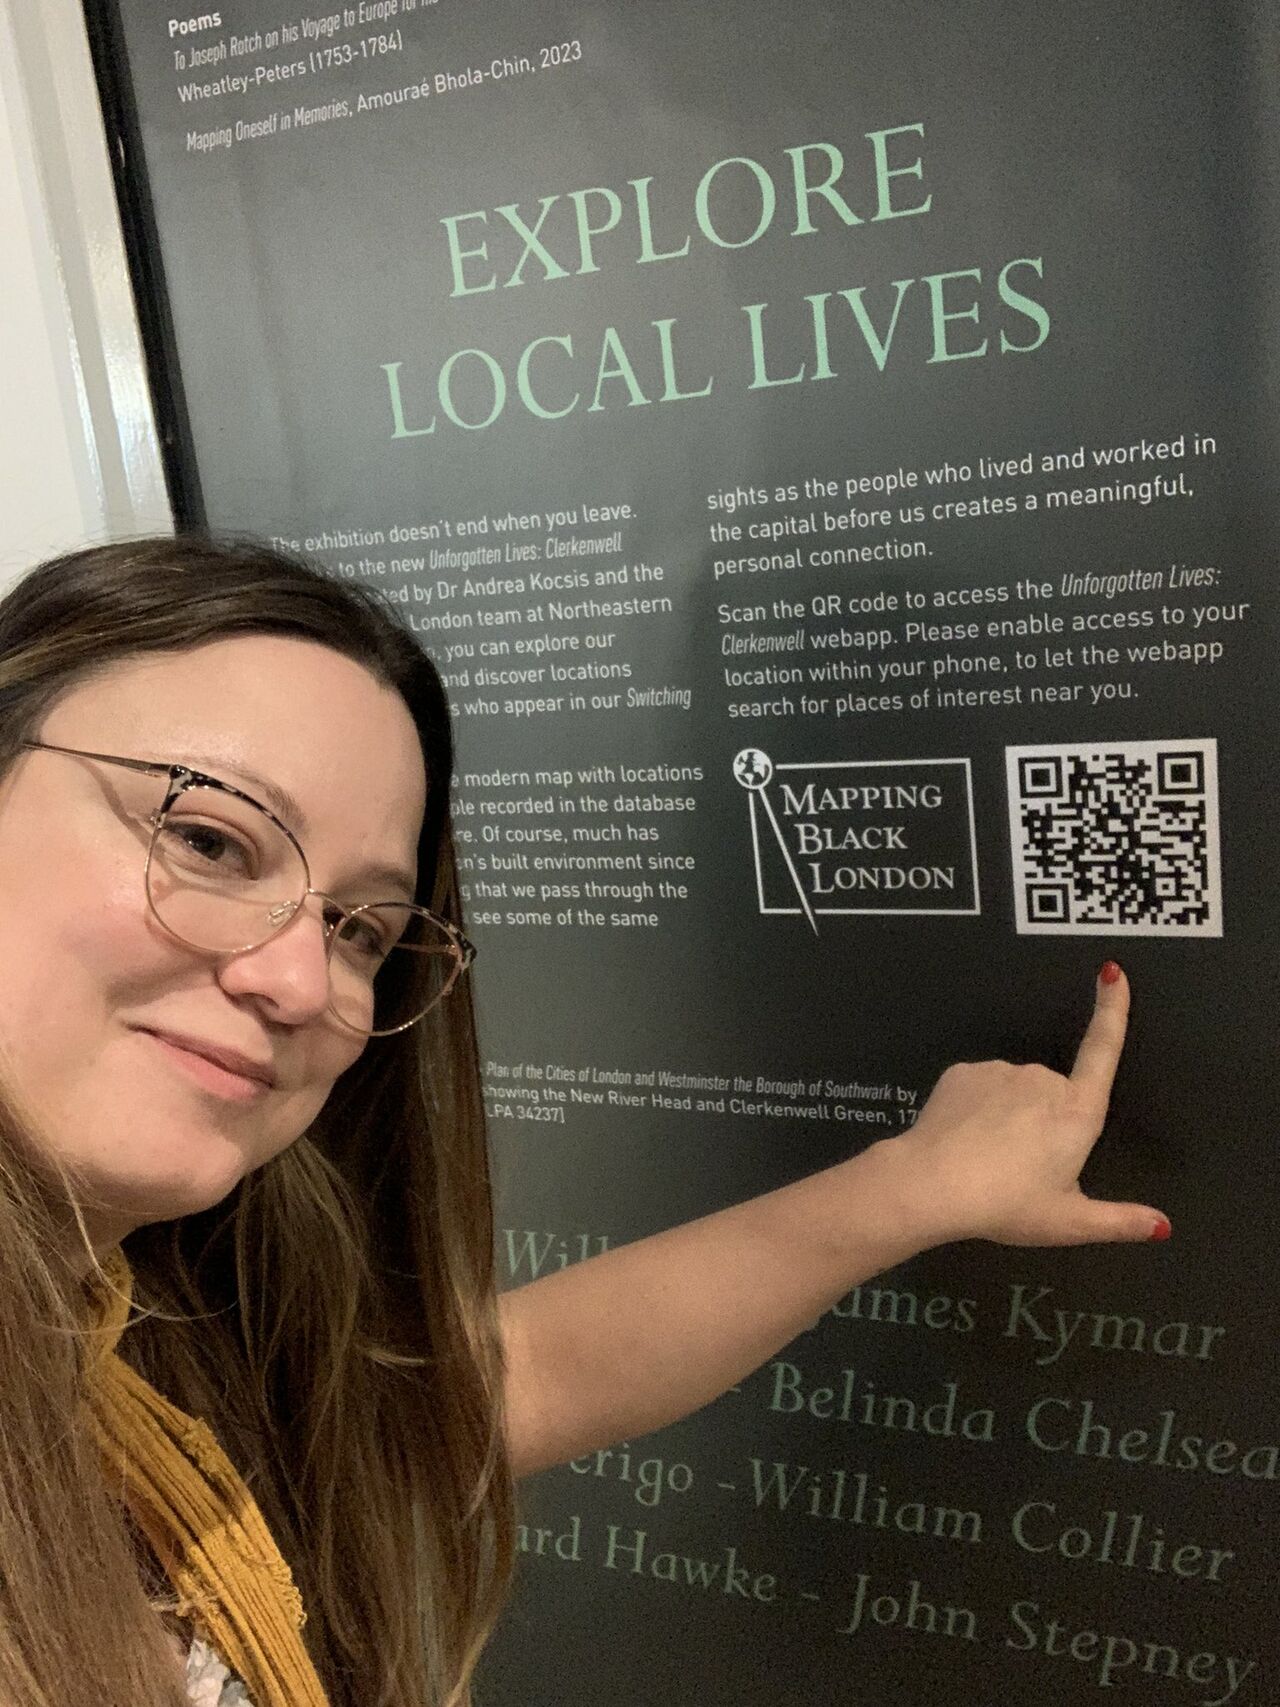 Poems
To Joseph Rotch on his Voyage to Europe for
Wheatley-Peters (1753-1784)
Mapping Oneself in Memories, Amouraé Bhola-Chin, 2023
EXPLORE
LOCAL LIVES
The exhibition doesn't end when you leave.
to the new Unforgotten Lives: Clerkenwell
by Dr Andrea Kocsis and the
London team at Northeastern
you can explore our
and discover locations
who appear in our Switching
modern map with locations
recorded in the database
Of course, much has
built environment since
that we pass through the
see some of the same
sights as the people who lived and worked in
the capital before us creates a meaningful,
personal connection.
Scan the QR code to access the Unforgotten Lives:
Clerkenwell webapp. Please enable access to your
location within your phone, to let the webapp
search for places of interest near you.
MAPPING
BLACK
LONDON
Plan of the Cities of London and Westminster the Borough of Southwark by
showing the New River Head and Clerkenwell Green, 17
LPA 34237]
Will
James Kymar
- Belinda Chelsea
erigo - William Collier
ard Hawke - John Stepney